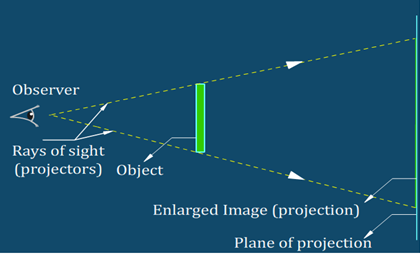 Observer
Rays of sight
(projectors)
Object
Enlarged Image (projection)
Plane of projection